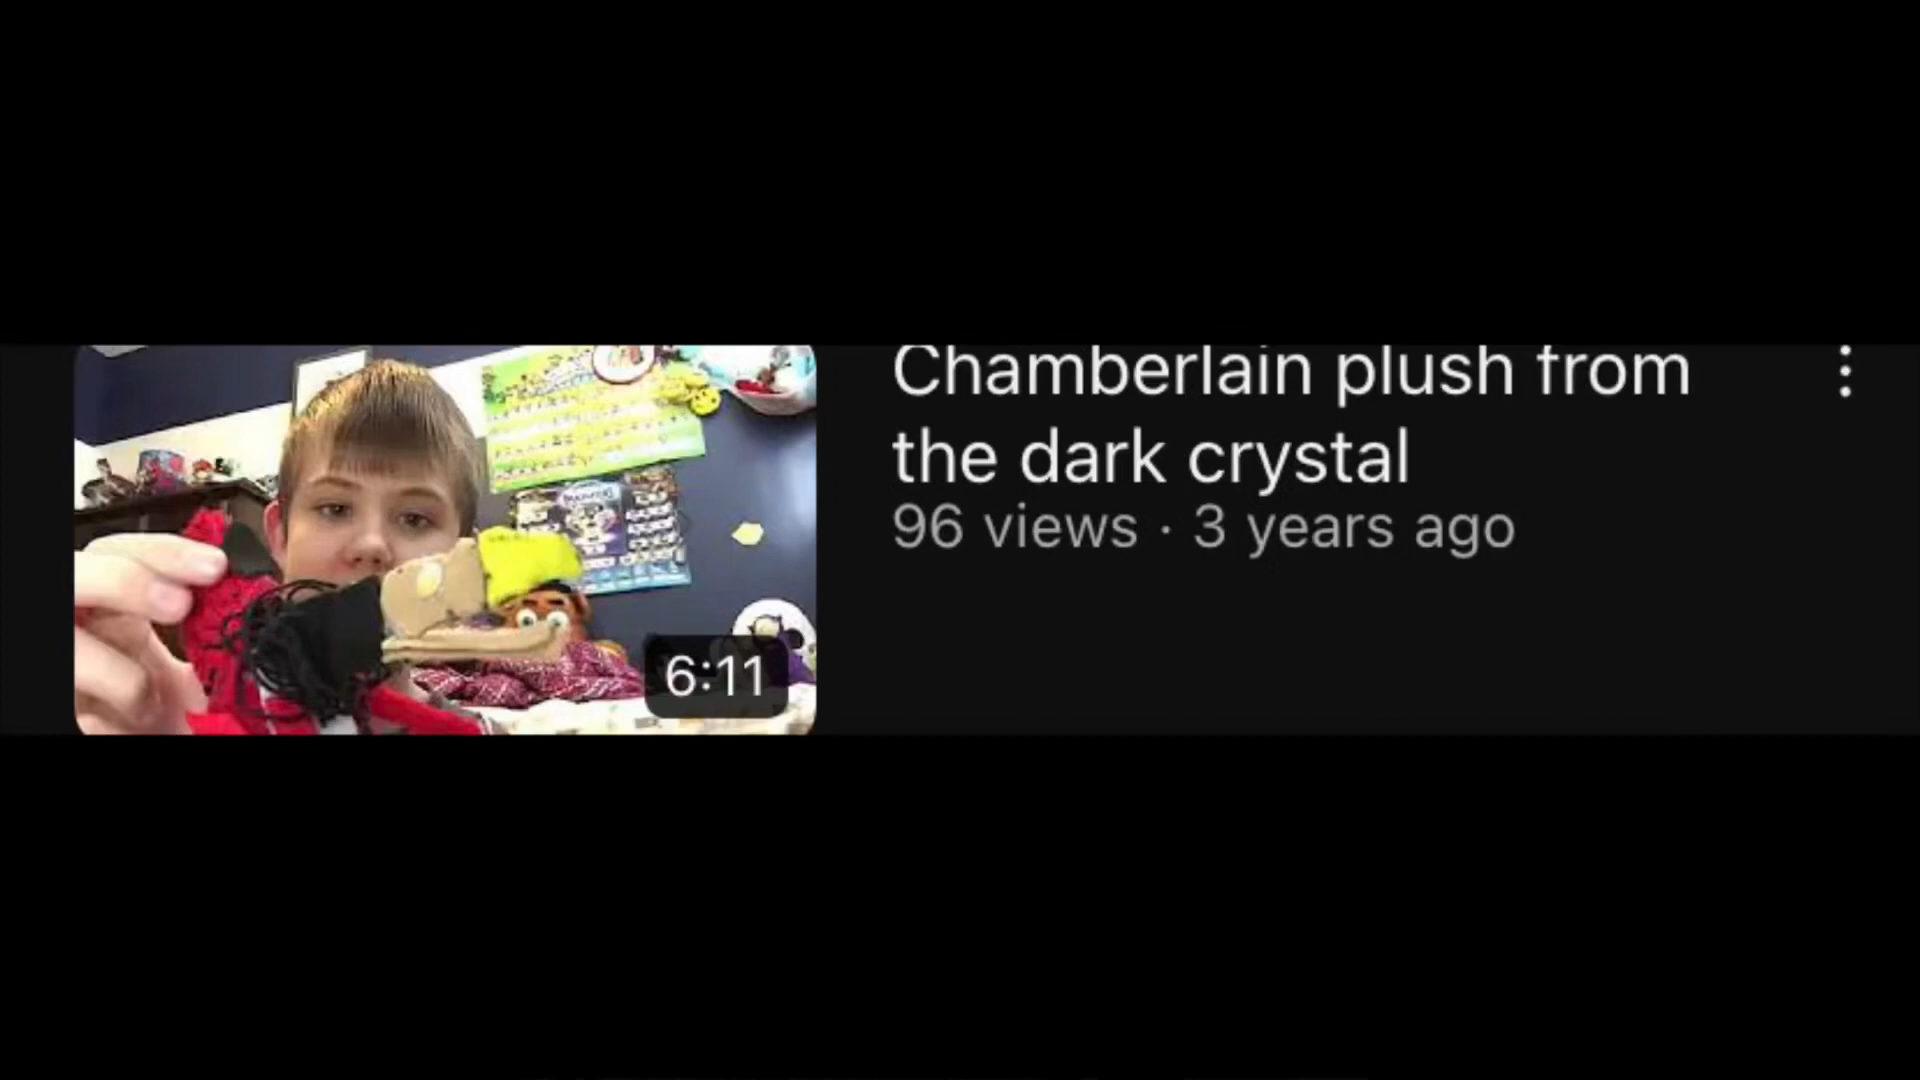 Chamberlain plush from
the dark crystal
96 views · 3 years ago
6:11